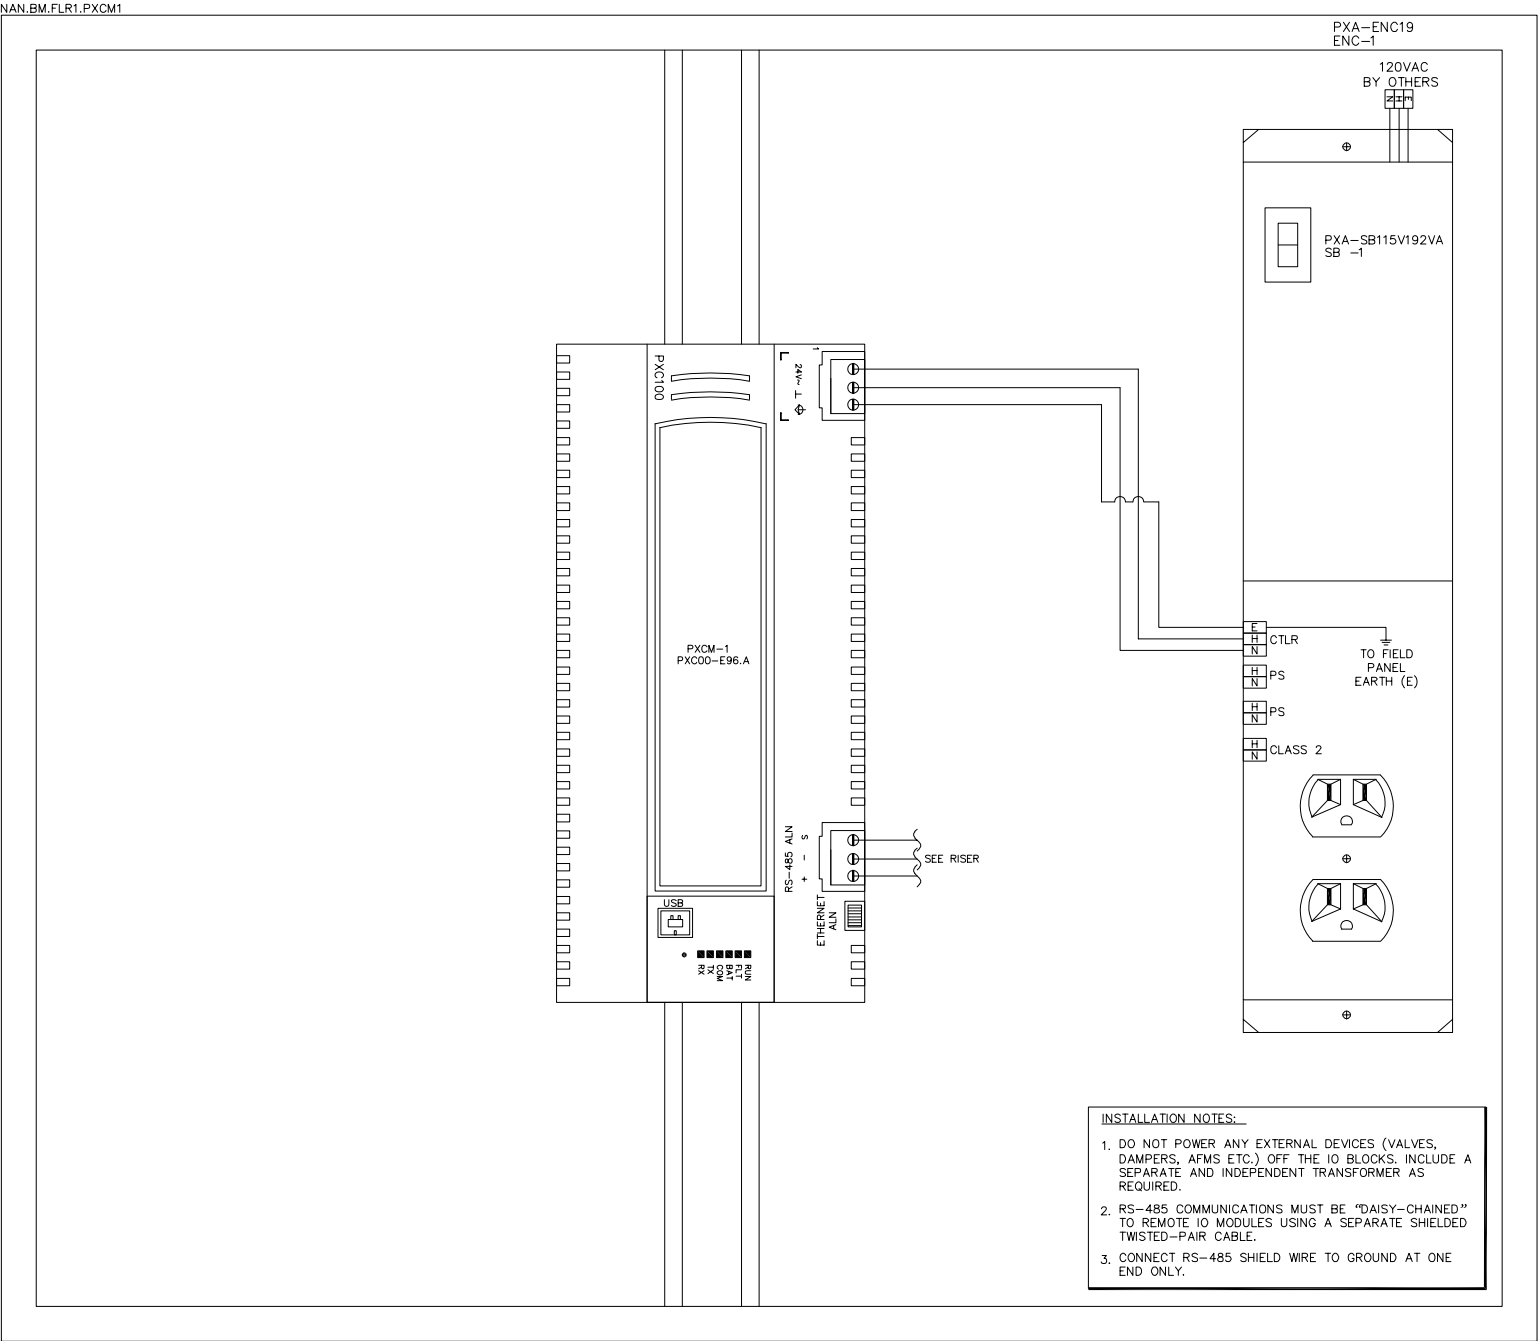 NAN.BM.FLR1.PXCM1
PXA-ENC19
ENC-1
120VAC
BY OTHERS
N H E
PXA-SB115V192VA
SB -1
PXC100
1
24V~ ⊥
E
H CTLR
N
TO FIELD
PANEL
EARTH (E)
H
N PS
H
N PS
H
N CLASS 2
PXCM-1
PXC00-E96.A
RS-485 ALN
+ - S
SEE RISER
ETHERNET
ALN
USB
RX
TX
COM
BAT
FLT
RUN
INSTALLATION NOTES:
1. DO NOT POWER ANY EXTERNAL DEVICES (VALVES,
DAMPERS, AFMS ETC.) OFF THE IO BLOCKS. INCLUDE A
SEPARATE AND INDEPENDENT TRANSFORMER AS
REQUIRED.
2. RS-485 COMMUNICATIONS MUST BE “DAISY-CHAINED”
TO REMOTE IO MODULES USING A SEPARATE SHIELDED
TWISTED-PAIR CABLE.
3. CONNECT RS-485 SHIELD WIRE TO GROUND AT ONE
END ONLY.